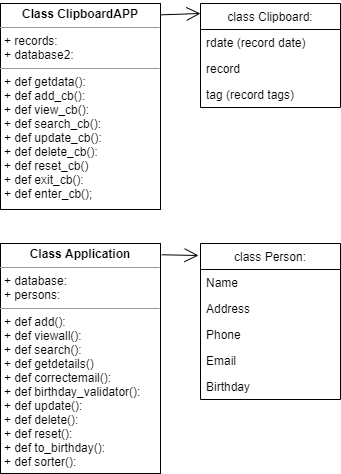 Class ClipboardAPP
+ records:
+ database2:
+ def getdata():
+ def add_cb():
+ def view_cb():
+ def search_cb():
+ def update_cb():
+ def delete_cb():
+ def reset_cb()
+ def exit_cb():
+ def enter_cb();
class Clipboard:
rdate (record date)
record
tag (record tags)
Class Application
+ database:
+ persons:
+ def add():
+ def viewall():
+ def search():
+ def getdetails()
+ def correctemail():
+ def birthday_validator():
+ def update():
+ def delete():
+ def reset():
+ def to_birthday():
+ def sorter():
class Person:
Name
Address
Phone
Email
Birthday